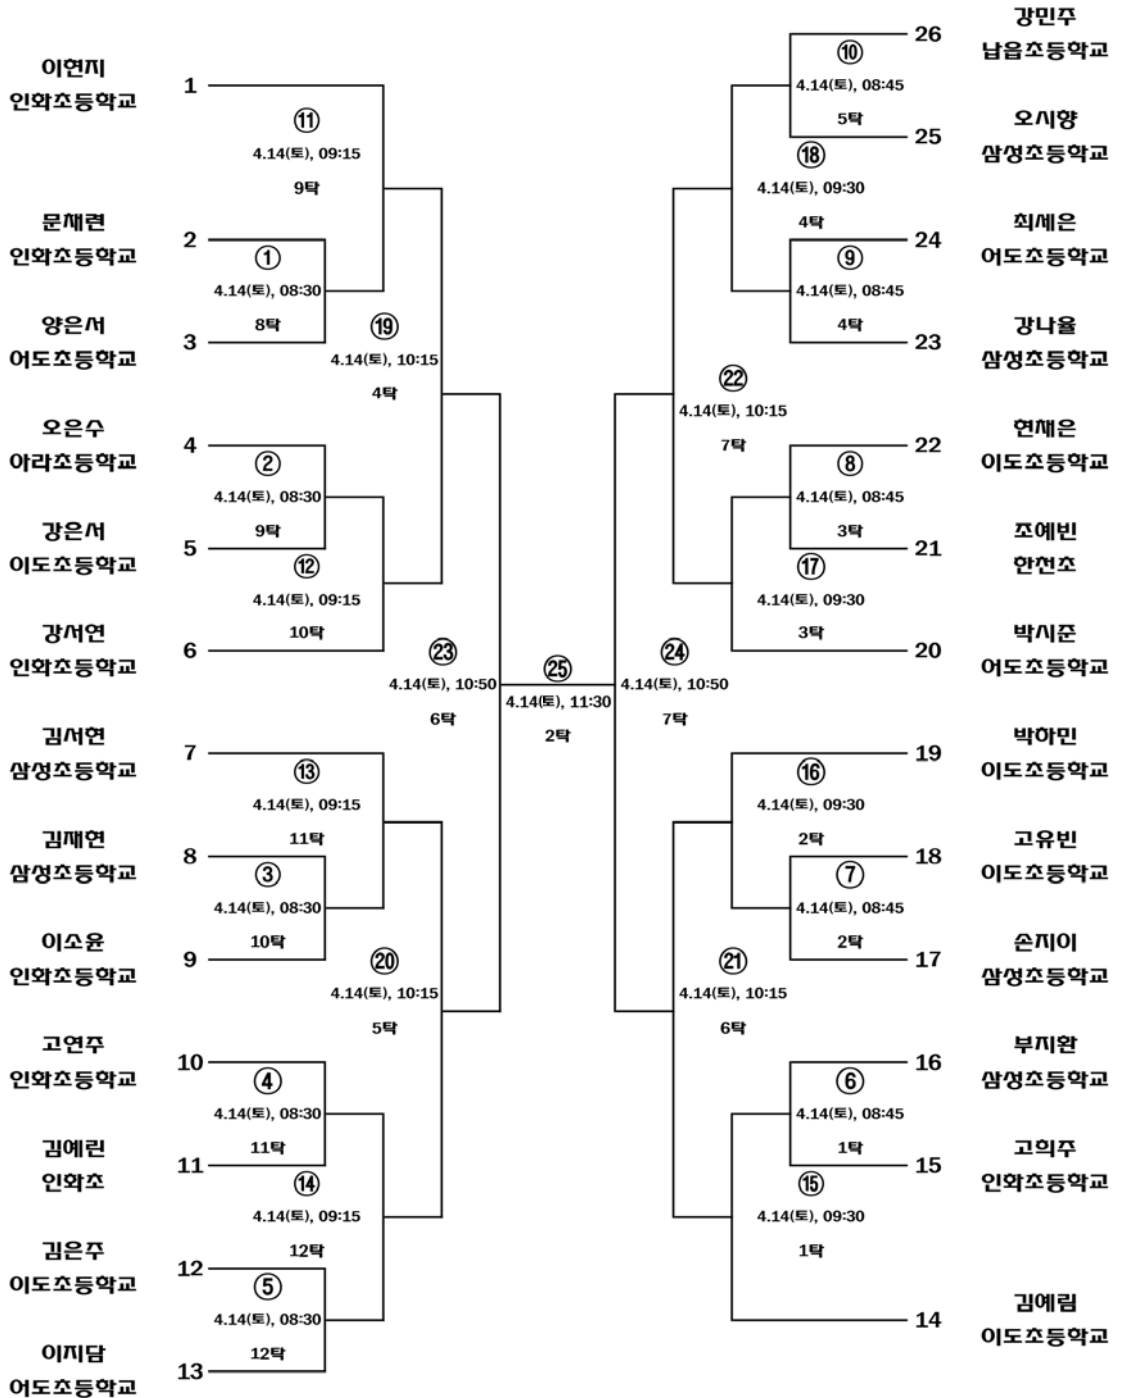 이현지
인화초등학교
1
⑪
4.14(토), 09:15
9탁
문채련
인화초등학교
2
①
4.14(토), 08:30
8탁
양은서
어도초등학교
3
⑲
4.14(토), 10:15
4탁
오은수
아라초등학교
4
②
4.14(토), 08:30
9탁
강은서
이도초등학교
5
⑫
4.14(토), 09:15
10탁
강서연
인화초등학교
6
㉓
4.14(토), 10:50
6탁
김서현
삼성초등학교
7
⑬
4.14(토), 09:15
11탁
김재현
삼성초등학교
8
③
4.14(토), 08:30
10탁
이소윤
인화초등학교
9
⑳
4.14(토), 10:15
5탁
고연주
인화초등학교
10
④
4.14(토), 08:30
11탁
김예린
인화초
11
⑭
4.14(토), 09:15
12탁
김은주
이도초등학교
12
⑤
4.14(토), 08:30
12탁
이지담
어도초등학교
13
㉕
4.14(토), 11:30
2탁
26
강민주
납읍초등학교
⑩
4.14(토), 08:45
5탁
25
오시향
삼성초등학교
⑱
4.14(토), 09:30
4탁
24
최세은
어도초등학교
⑨
4.14(토), 08:45
4탁
23
강나율
삼성초등학교
㉒
4.14(토), 10:15
7탁
22
현채은
이도초등학교
⑧
4.14(토), 08:45
3탁
21
조예빈
한천초
⑰
4.14(토), 09:30
3탁
20
박시준
어도초등학교
㉔
4.14(토), 10:50
7탁
19
박하민
이도초등학교
⑯
4.14(토), 09:30
2탁
18
고유빈
이도초등학교
⑦
4.14(토), 08:45
2탁
17
손지이
삼성초등학교
㉑
4.14(토), 10:15
6탁
16
부지환
삼성초등학교
⑥
4.14(토), 08:45
1탁
15
고희주
인화초등학교
⑮
4.14(토), 09:30
1탁
14
김예림
이도초등학교